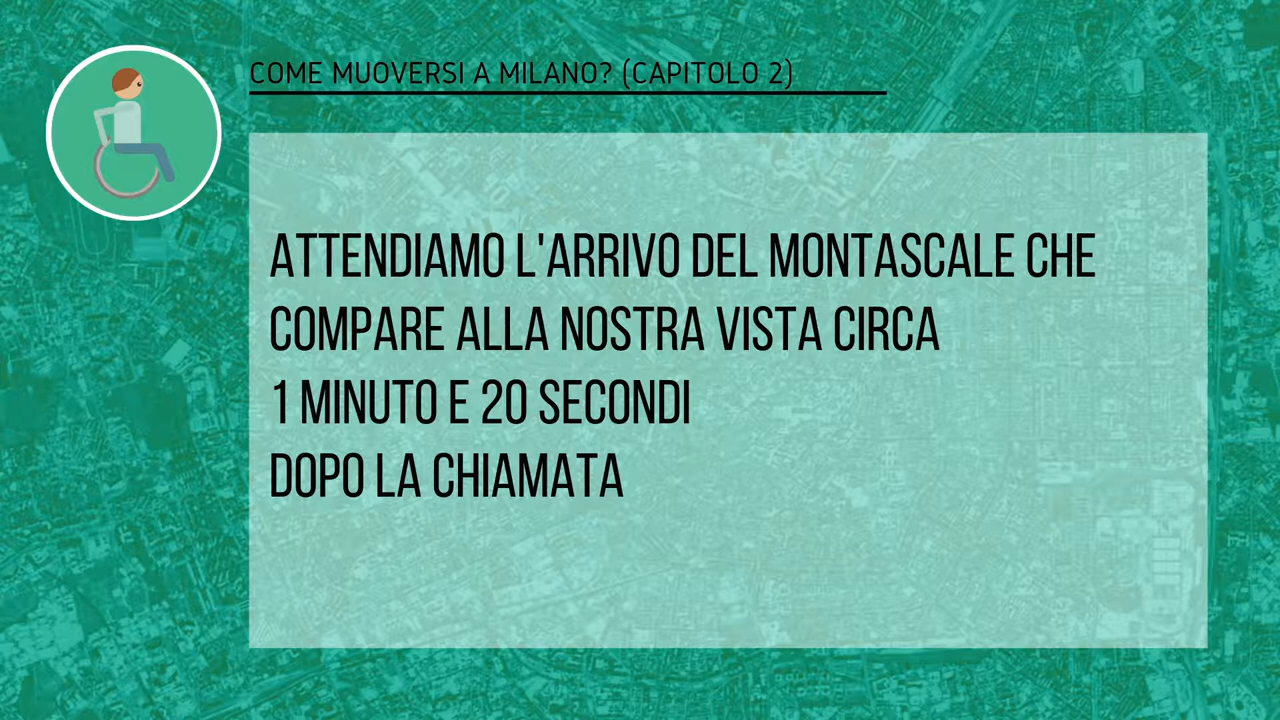 COME MUOVERSI A MILANO? (CAPITOLO 2)
ATTENDIAMO L'ARRIVO DEL MONTASCALE CHE
COMPARE ALLA NOSTRA VISTA CIRCA
1 MINUTO E 20 SECONDI
DOPO LA CHIAMATA